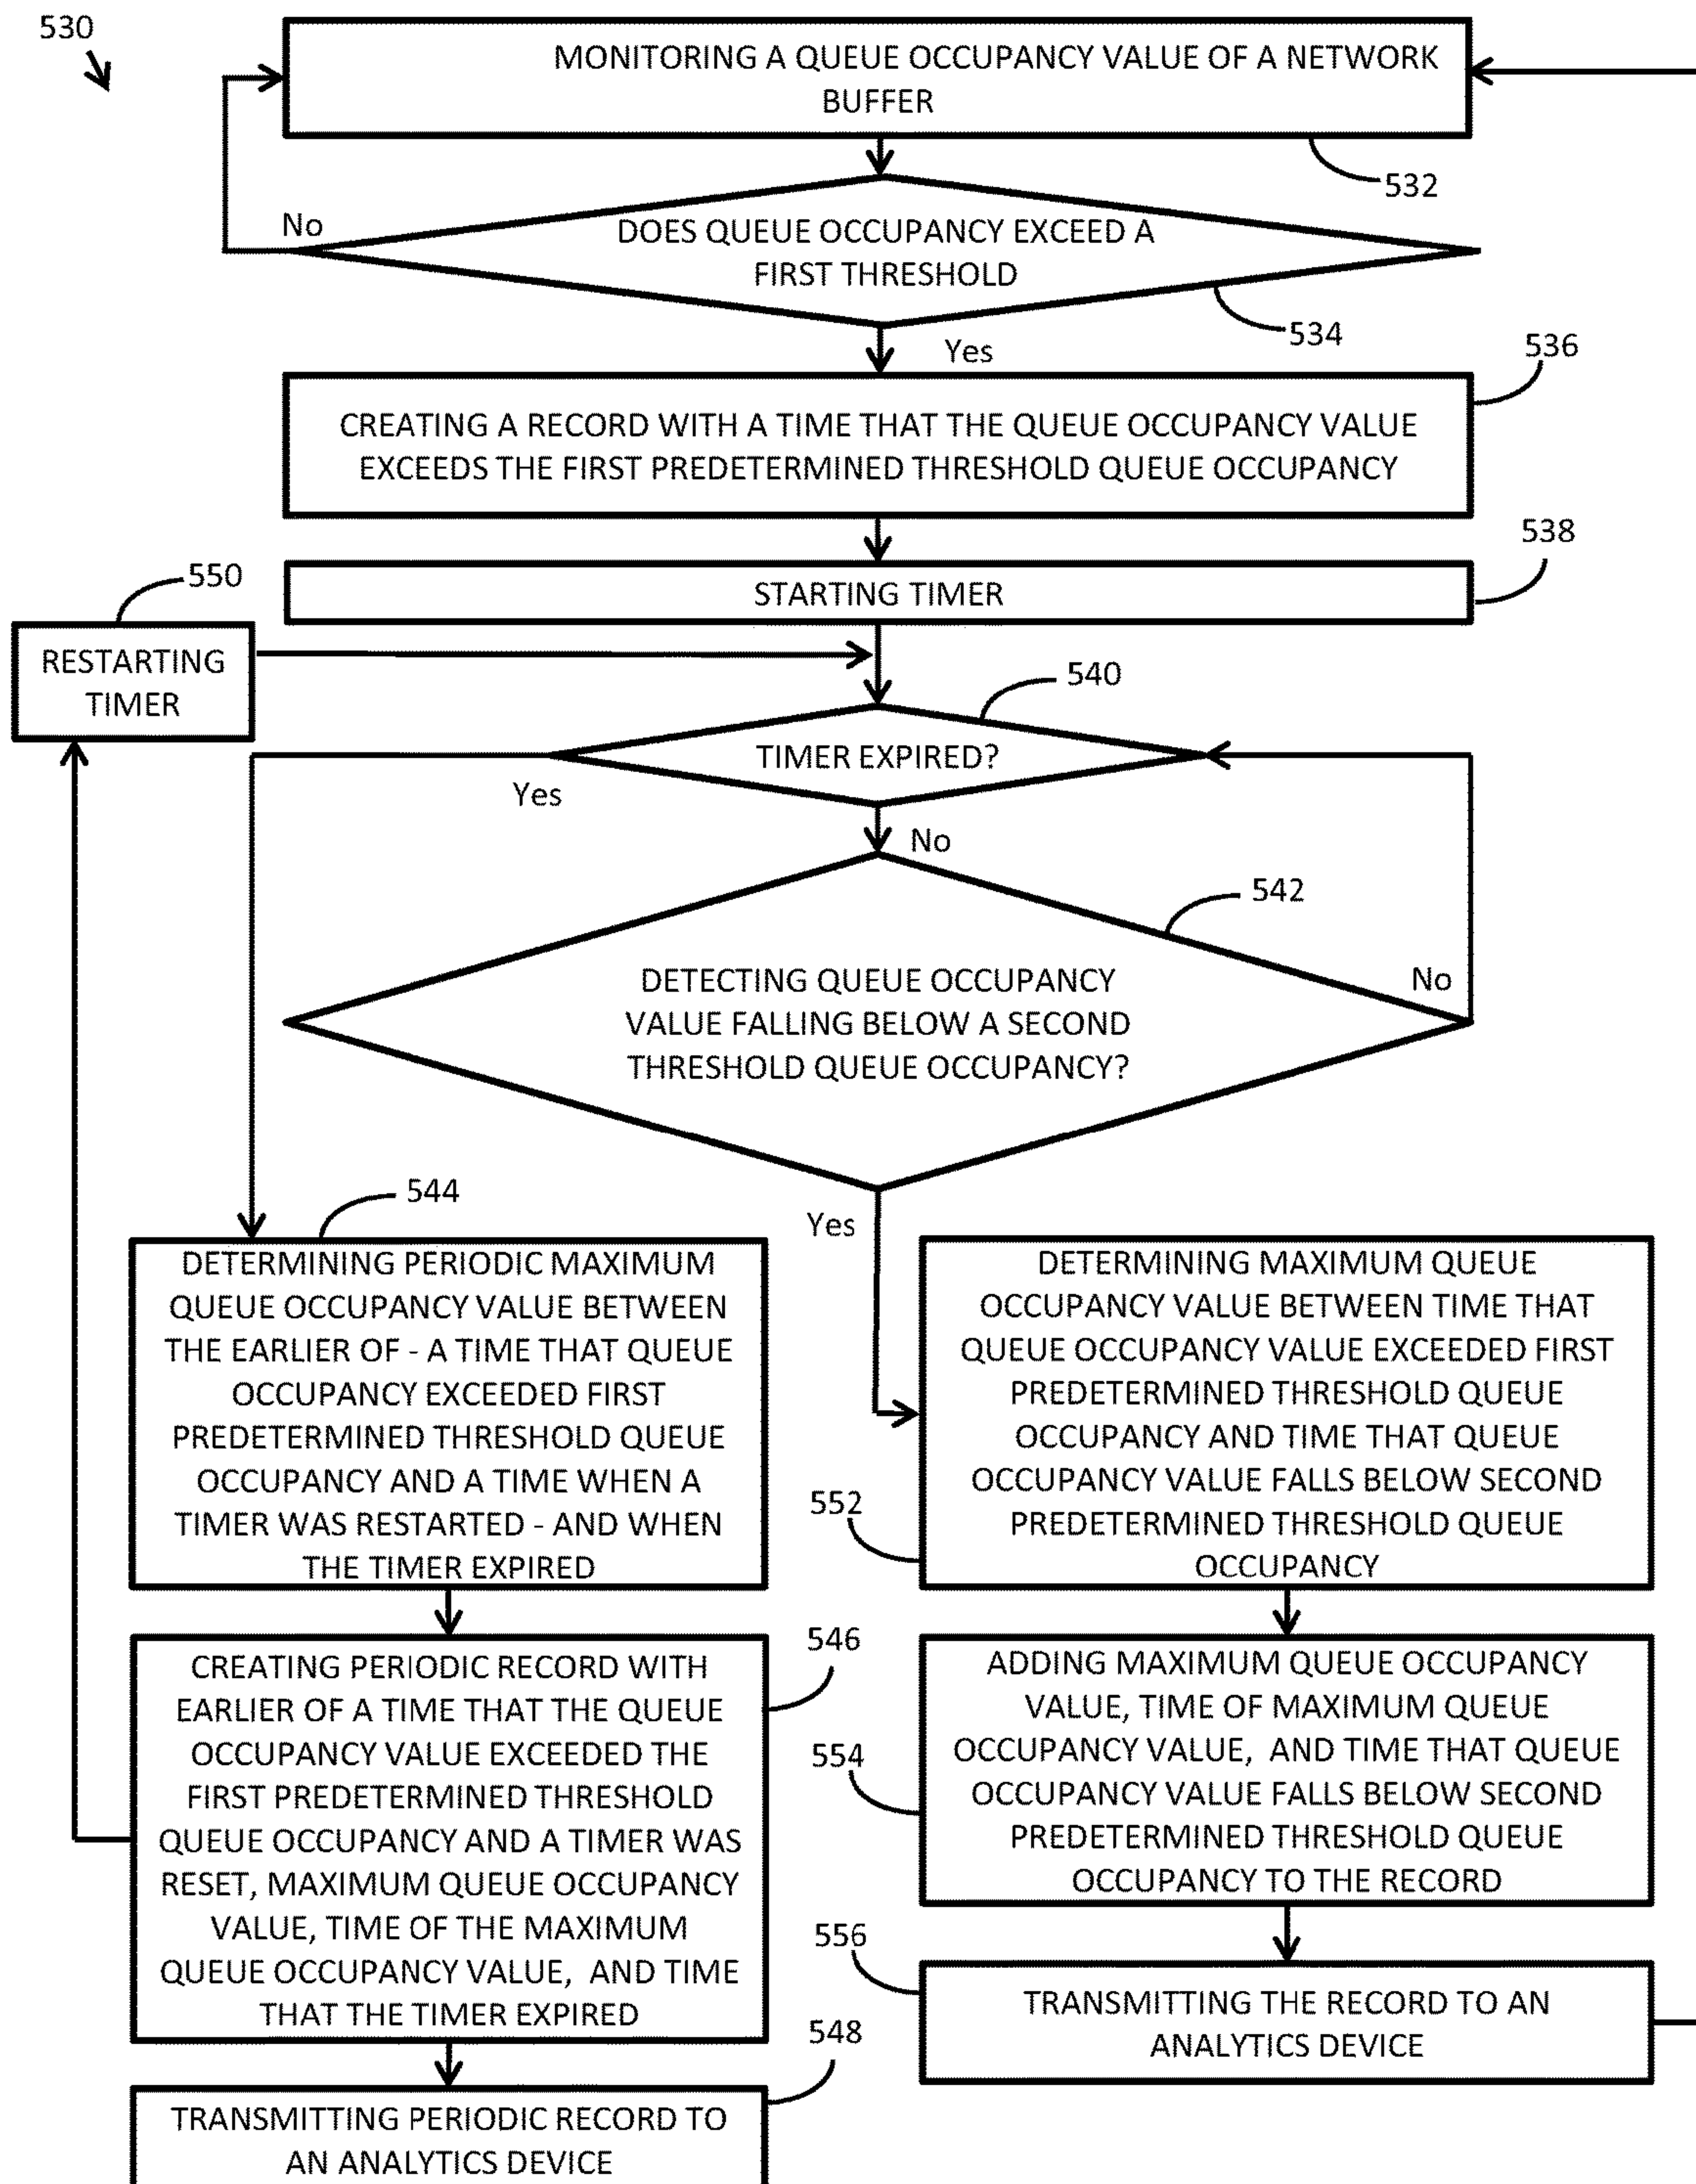 530
MONITORING A QUEUE OCCUPANCY VALUE OF A NETWORK
BUFFER
532
No
DOES QUEUE OCCUPANCY EXCEED A
FIRST THRESHOLD
534
Yes
536
CREATING A RECORD WITH A TIME THAT THE QUEUE OCCUPANCY VALUE
EXCEEDS THE FIRST PREDETERMINED THRESHOLD QUEUE OCCUPANCY
538
STARTING TIMER
550
RESTARTING
TIMER
540
TIMER EXPIRED?
Yes
No
542
DETECTING QUEUE OCCUPANCY
VALUE FALLING BELOW A SECOND
THRESHOLD QUEUE OCCUPANCY?
No
Yes
544
DETERMINING PERIODIC MAXIMUM
QUEUE OCCUPANCY VALUE BETWEEN
THE EARLIER OF - A TIME THAT QUEUE
OCCUPANCY EXCEEDED FIRST
PREDETERMINED THRESHOLD QUEUE
OCCUPANCY AND A TIME WHEN A
TIMER WAS RESTARTED - AND WHEN
THE TIMER EXPIRED
552
DETERMINING MAXIMUM QUEUE
OCCUPANCY VALUE BETWEEN TIME THAT
QUEUE OCCUPANCY VALUE EXCEEDED FIRST
PREDETERMINED THRESHOLD QUEUE
OCCUPANCY AND TIME THAT QUEUE
OCCUPANCY VALUE FALLS BELOW SECOND
PREDETERMINED THRESHOLD QUEUE
OCCUPANCY
546
CREATING PERIODIC RECORD WITH
EARLIER OF A TIME THAT THE QUEUE
OCCUPANCY VALUE EXCEEDED THE
FIRST PREDETERMINED THRESHOLD
QUEUE OCCUPANCY AND A TIMER WAS
RESET, MAXIMUM QUEUE OCCUPANCY
VALUE, TIME OF THE MAXIMUM
QUEUE OCCUPANCY VALUE, AND TIME
THAT THE TIMER EXPIRED
554
ADDING MAXIMUM QUEUE OCCUPANCY
VALUE, TIME OF MAXIMUM QUEUE
OCCUPANCY VALUE, AND TIME THAT QUEUE
OCCUPANCY VALUE FALLS BELOW SECOND
PREDETERMINED THRESHOLD QUEUE
OCCUPANCY TO THE RECORD
556
TRANSMITTING THE RECORD TO AN
ANALYTICS DEVICE
548
TRANSMITTING PERIODIC RECORD TO
AN ANALYTICS DEVICE